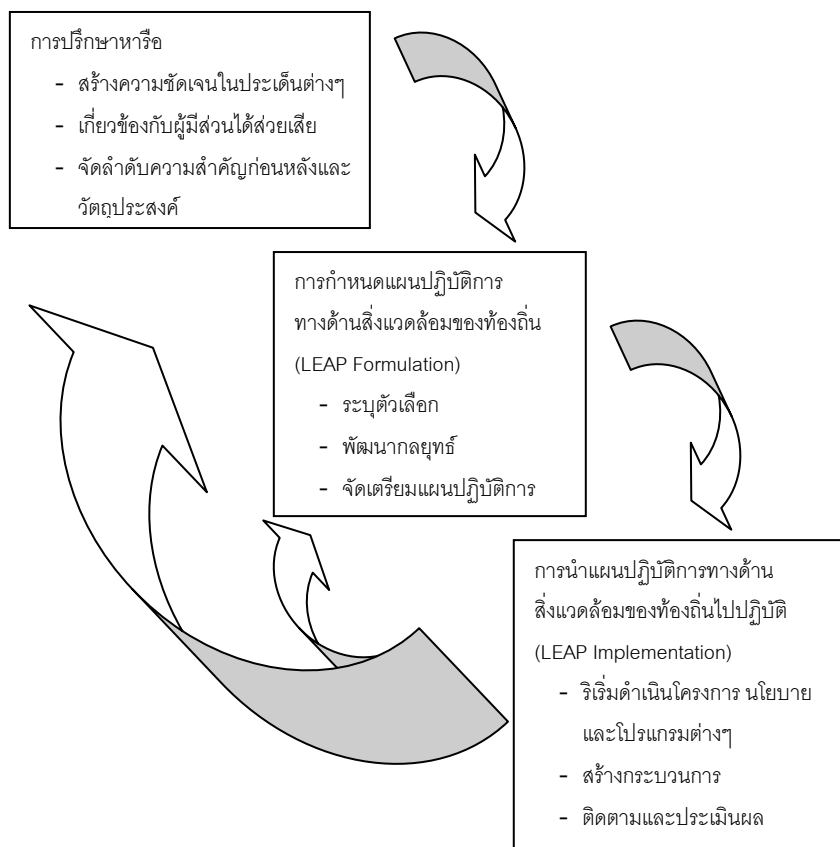 การปรึกษาหารือ
- สร้างความชัดเจนในประเด็นต่างๆ
- เกี่ยวข้องกับผู้มีส่วนได้ส่วยเสีย
- จัดลำดับความสำคัญก่อนหลังและ
วัตถุประสงค์
การกำหนดแผนปฏิบัติการ
ทางด้านสิ่งแวดล้อมของท้องถิ่น
(LEAP Formulation)
- ระบุตัวเลือก
- พัฒนากลยุทธ์
- จัดเตรียมแผนปฏิบัติการ
การนำแผนปฏิบัติการทางด้าน
สิ่งแวดล้อมของท้องถิ่นไปปฏิบัติ
(LEAP Implementation)
- ริเริ่มดำเนินโครงการ นโยบาย
และโปรแกรมต่างๆ
- สร้างกระบวนการ
- ติดตามและประเมินผล